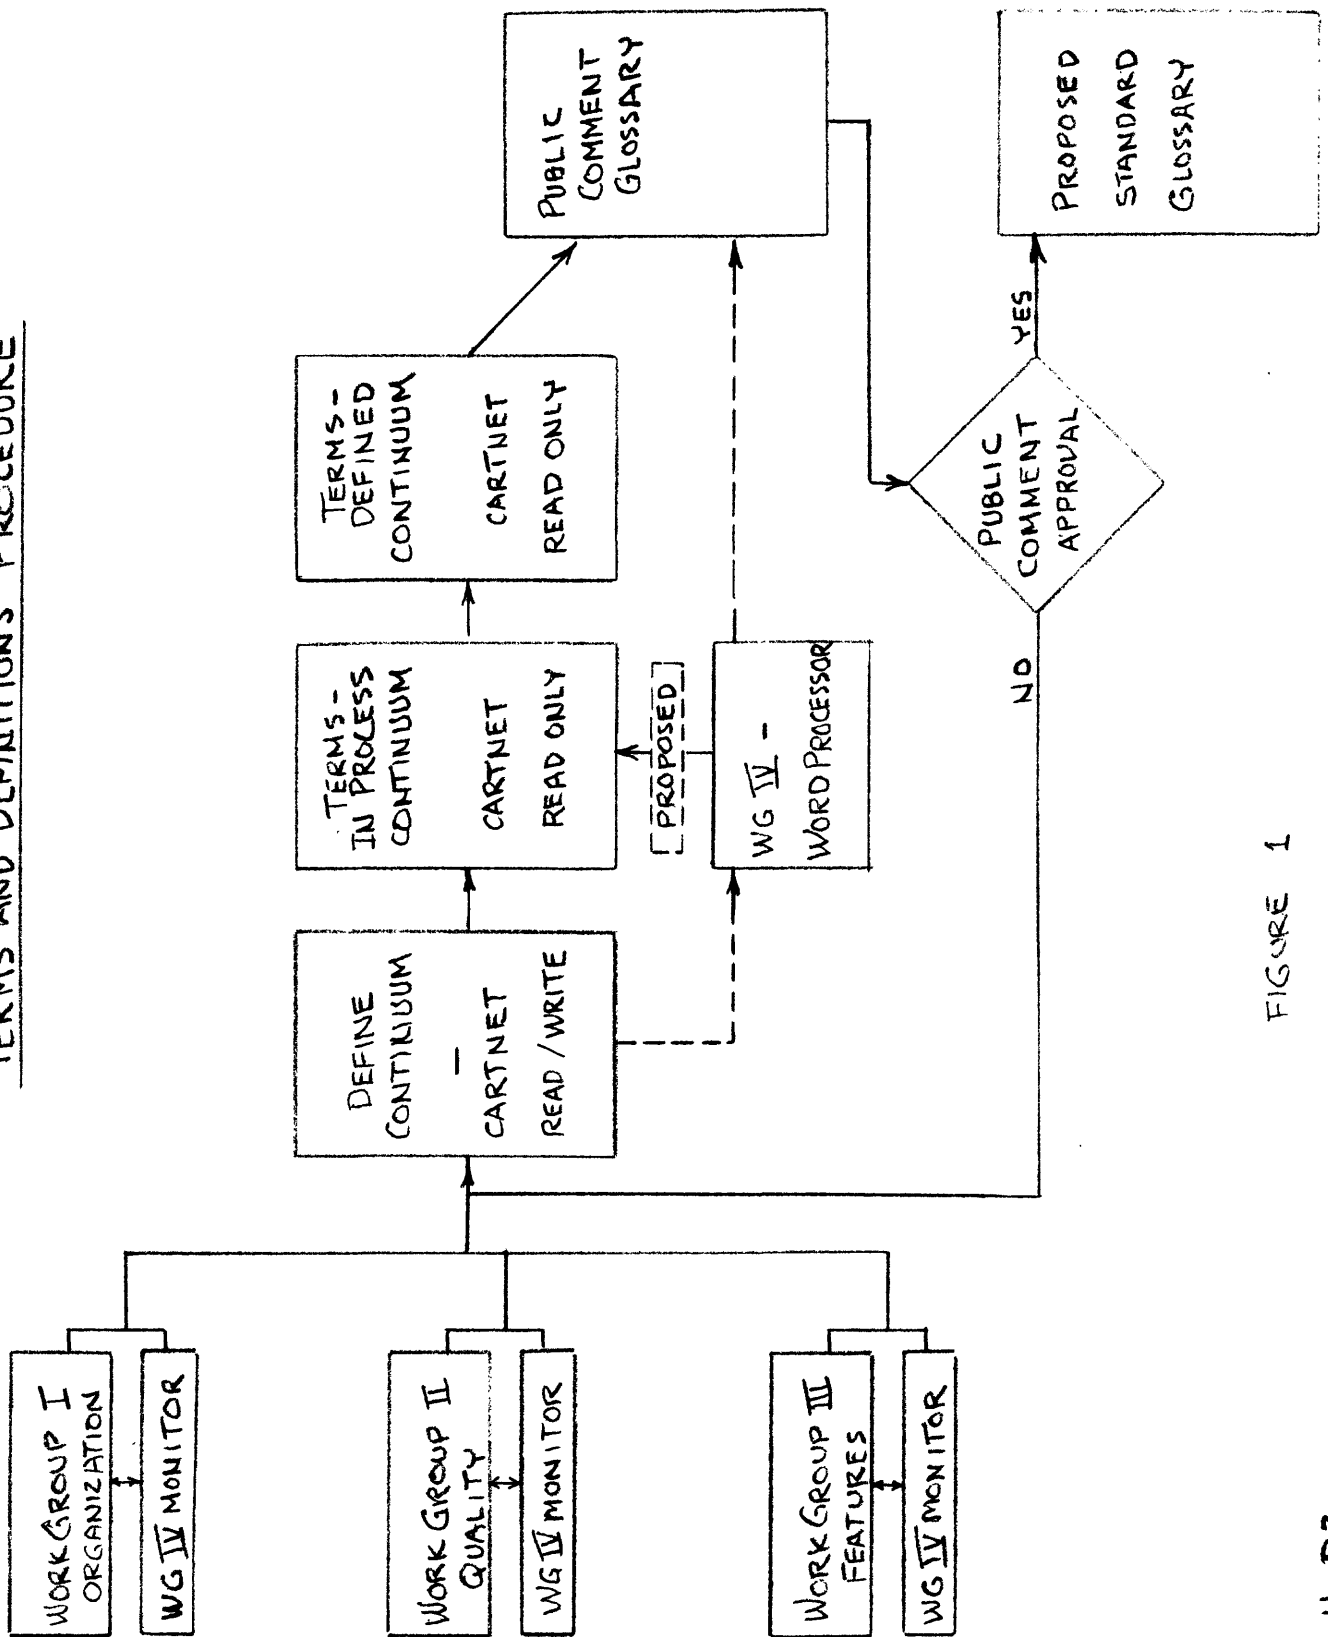 TERMS AND DEFINITIONS PROCEDURE
WORK GROUP I
ORGANIZATION
WG IV MONITOR
WORK GROUP II
QUALITY
WG IV MONITOR
WORK GROUP III
FEATURES
WG IV MONITOR
DEFINE
CONTINUUM
—
CARTNET
READ/WRITE
TERMS-
IN PROCESS
CONTINUUM
CARTNET
READ ONLY
PROPOSED
WG IV -
WORD PROCESSOR
TERMS-
DEFINED
CONTINUUM
CARTNET
READ ONLY
PUBLIC
COMMENT
GLOSSARY
PUBLIC
COMMENT
APPROVAL
NO
YES
PROPOSED
STANDARD
GLOSSARY
FIGURE 1